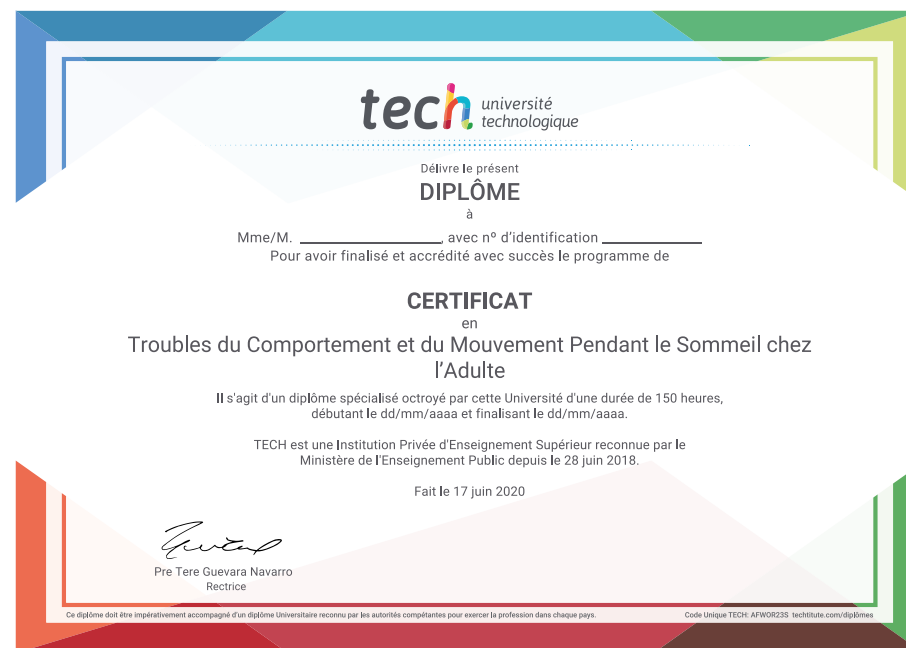 tech université
technologique
Délivre le présent
DIPLÔME
à
Mme/M. ____________, avec nº d'identification ____________
Pour avoir finalisé et accrédité avec succès le programme de
CERTIFICAT
en
Troubles du Comportement et du Mouvement Pendant le Sommeil chez
l'Adulte
Il s'agit d'un diplôme spécialisé octroyé par cette Université d'une durée de 150 heures,
débutant le dd/mm/aaaa et finalisant le dd/mm/aaaa.
TECH est une Institution Privée d'Enseignement Supérieur reconnue par le
Ministère de l'Enseignement Public depuis le 28 juin 2018.
Fait le 17 juin 2020
Pre Tere Guevara Navarro
Rectrice
Ce diplôme doit être impérativement accompagné d'un diplôme Universitaire reconnu par les autorités compétentes pour exercer la profession dans chaque pays.
Code Unique TECH: AFWOR23S techtitute.com/diplômes